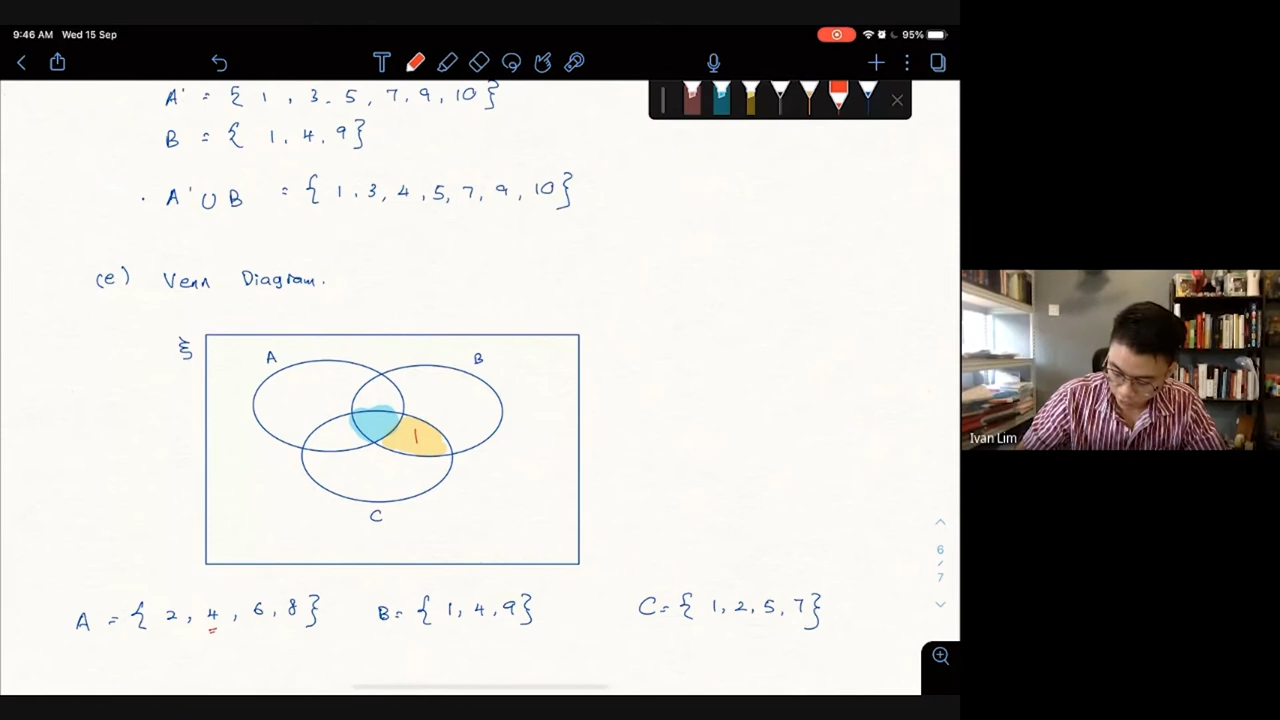 9:46 AM Wed 15 Sep
95%
A' = { 1, 3, 5, 7, 9, 10 }
B = { 1, 4, 9 }
A' ∪ B = { 1, 3, 4, 5, 7, 9, 10 }
(e) Venn Diagram.
ξ
A B
1
C
A = { 2, 4, 6, 8 } B = { 1, 4, 9 } C = { 1, 2, 5, 7 }
6
/
7
Ivan Lim